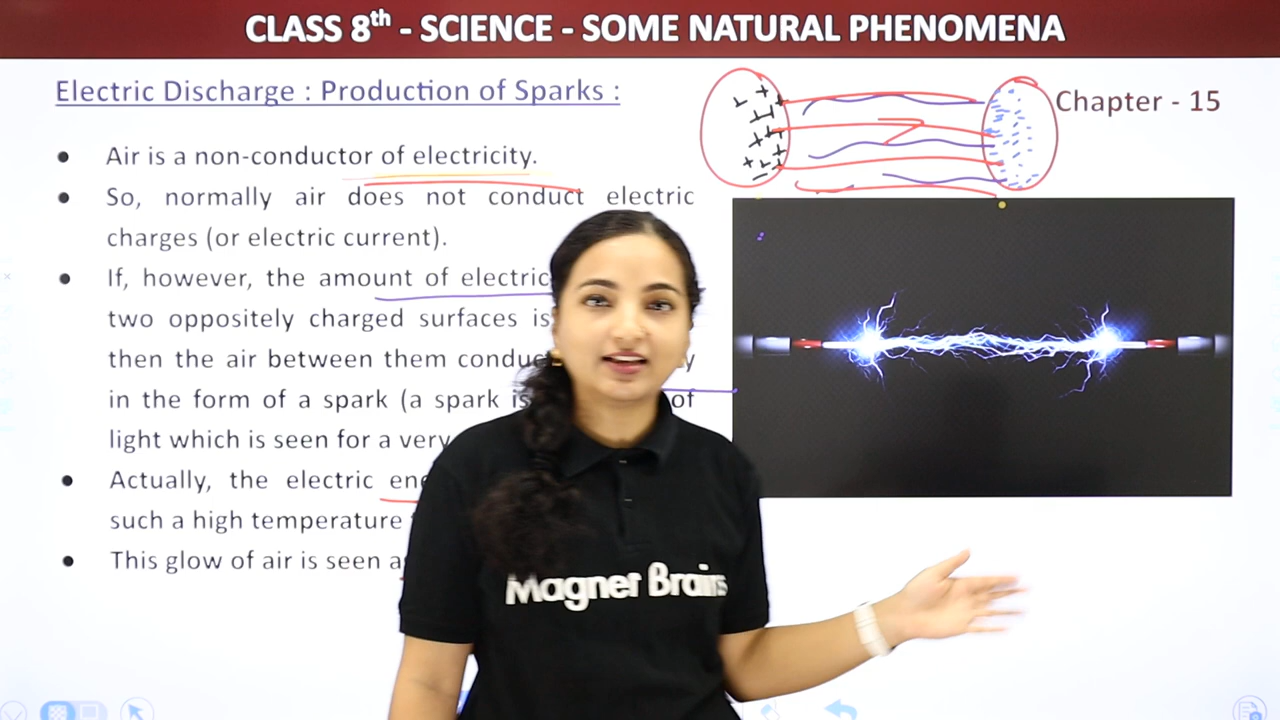 CLASS 8th - SCIENCE - SOME NATURAL PHENOMENA
Electric Discharge : Production of Sparks :
Chapter - 15
● Air is a non-conductor of electricity.
● So, normally air does not conduct electric
charges (or electric current).
● If, however, the amount of electric
two oppositely charged surfaces is
then the air between them
in the form of a spark (a spark is of
light which is seen for a very
● Actually, the electric
such a high temperature
● This glow of air is seen
Magnet Brains